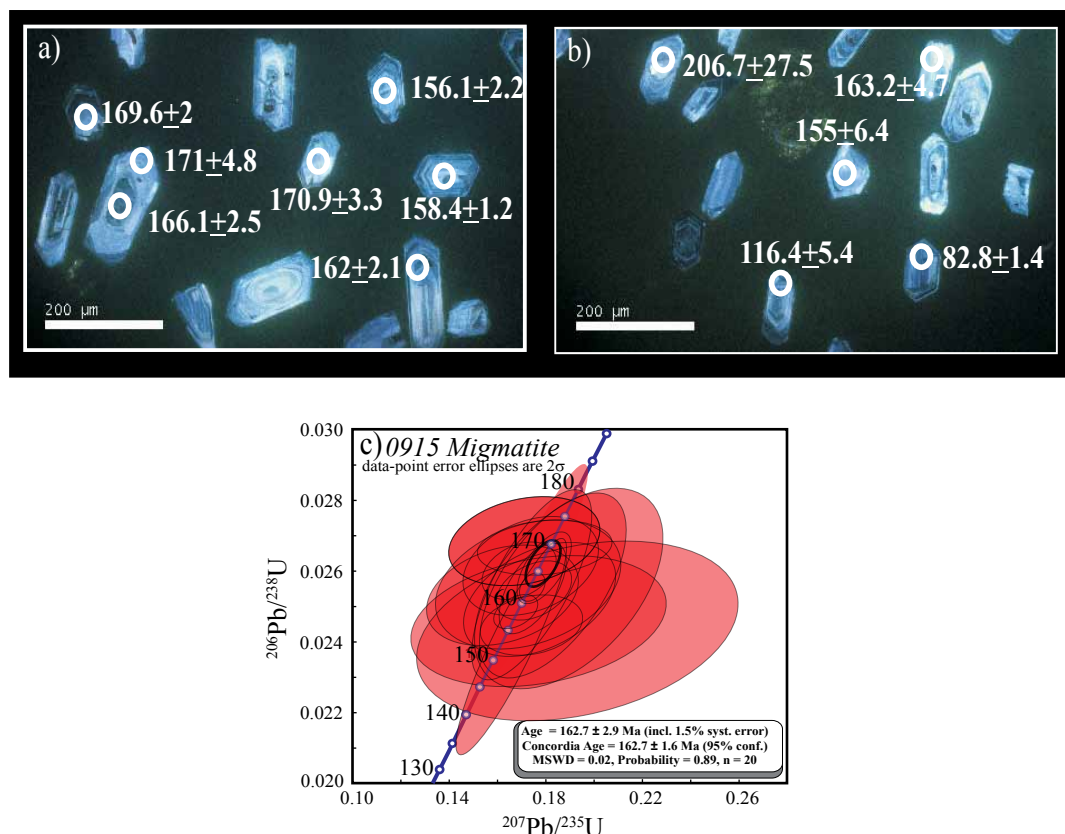 a)
169.6±2
156.1±2.2
171±4.8
170.9±3.3
158.4±1.2
166.1±2.5
162±2.1
200 µm
b)
206.7±27.5
163.2±4.7
155±6.4
116.4±5.4
82.8±1.4
200 µm
c) 0915 Migmatite
data-point error ellipses are 2σ
0.030
0.028
0.026
0.024
0.022
0.020
206Pb/238U
180
170
160
150
140
130
Age = 162.7 ± 2.9 Ma (incl. 1.5% syst. error)
Concordia Age = 162.7 ± 1.6 Ma (95% conf.)
MSWD = 0.02, Probability = 0.89, n = 20
0.10 0.14 0.18 0.22 0.26
207Pb/235U